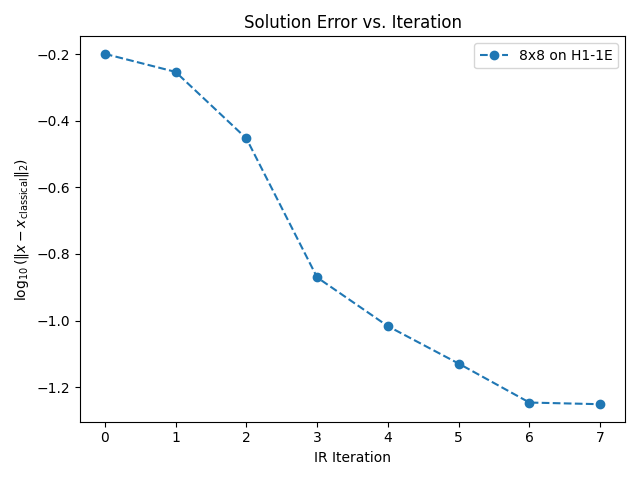 Solution Error vs. Iteration
8x8 on H1-1E
−0.2
−0.4
−0.6
−0.8
−1.0
−1.2
log₁₀(‖x − x_classical‖₂)
0 1 2 3 4 5 6 7
IR Iteration